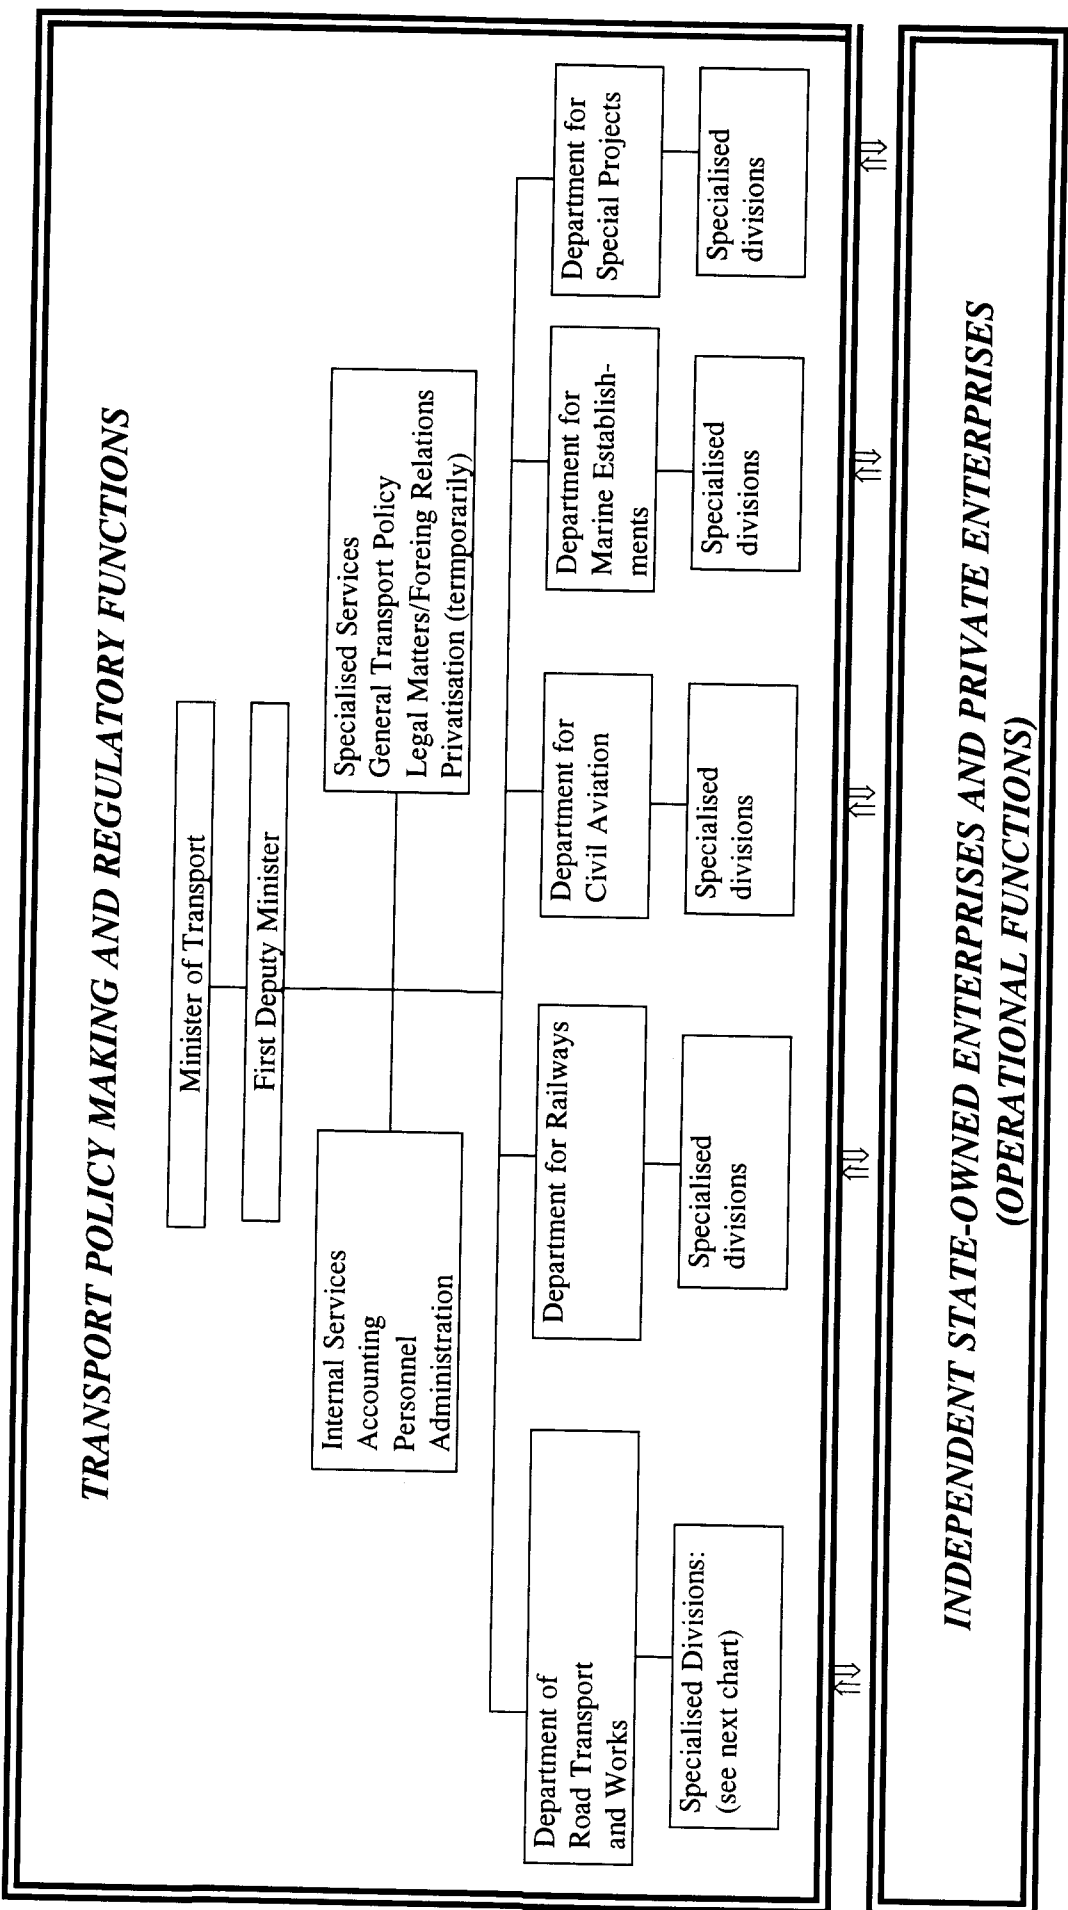 TRANSPORT POLICY MAKING AND REGULATORY FUNCTIONS
Minister of Transport
First Deputy Minister
Internal Services
Accounting
Personnel
Administration
Specialised Services
General Transport Policy
Legal Matters/Foreing Relations
Privatisation (termporarily)
Department of
Road Transport
and Works
Department for Railways
Department for
Civil Aviation
Department for
Marine Establish-
ments
Department for
Special Projects
Specialised Divisions:
(see next chart)
Specialised
divisions
Specialised
divisions
Specialised
divisions
Specialised
divisions
INDEPENDENT STATE-OWNED ENTERPRISES AND PRIVATE ENTERPRISES
(OPERATIONAL FUNCTIONS)